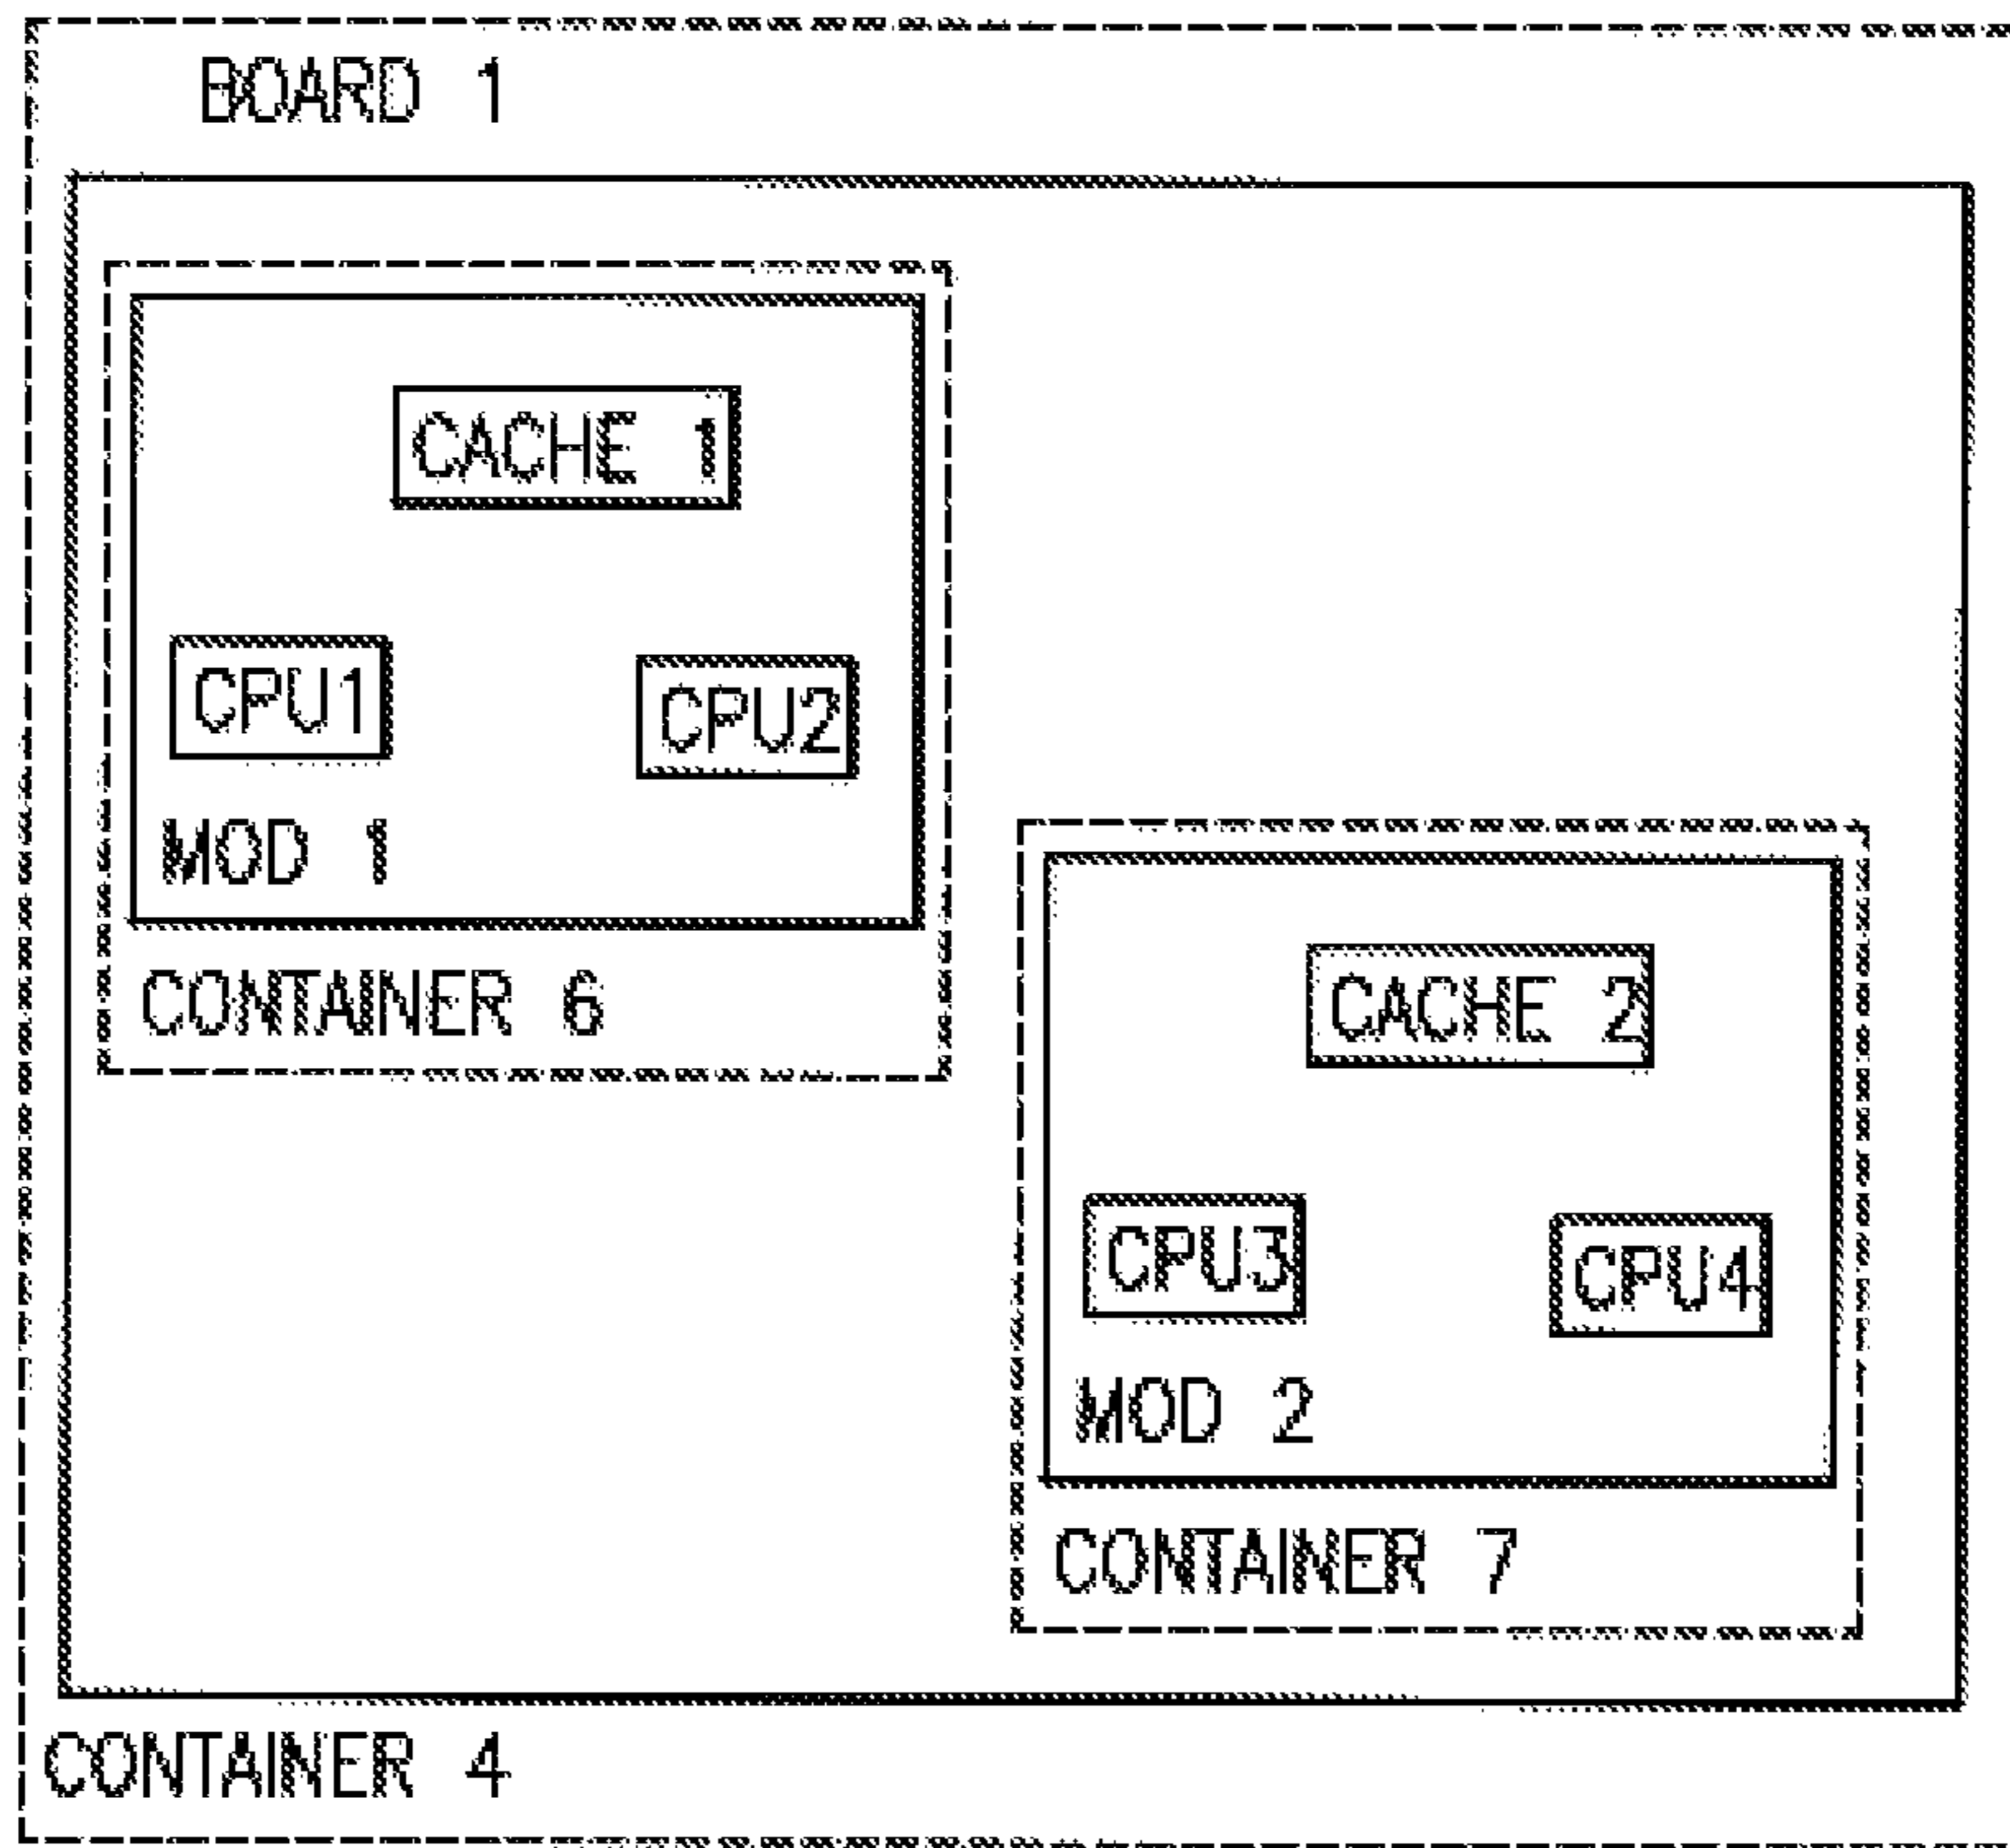 BOARD 1
CACHE 1
CPU1
CPU2
MOD 1
CONTAINER 6
CACHE 2
CPU3
CPU4
MOD 2
CONTAINER 7
CONTAINER 4